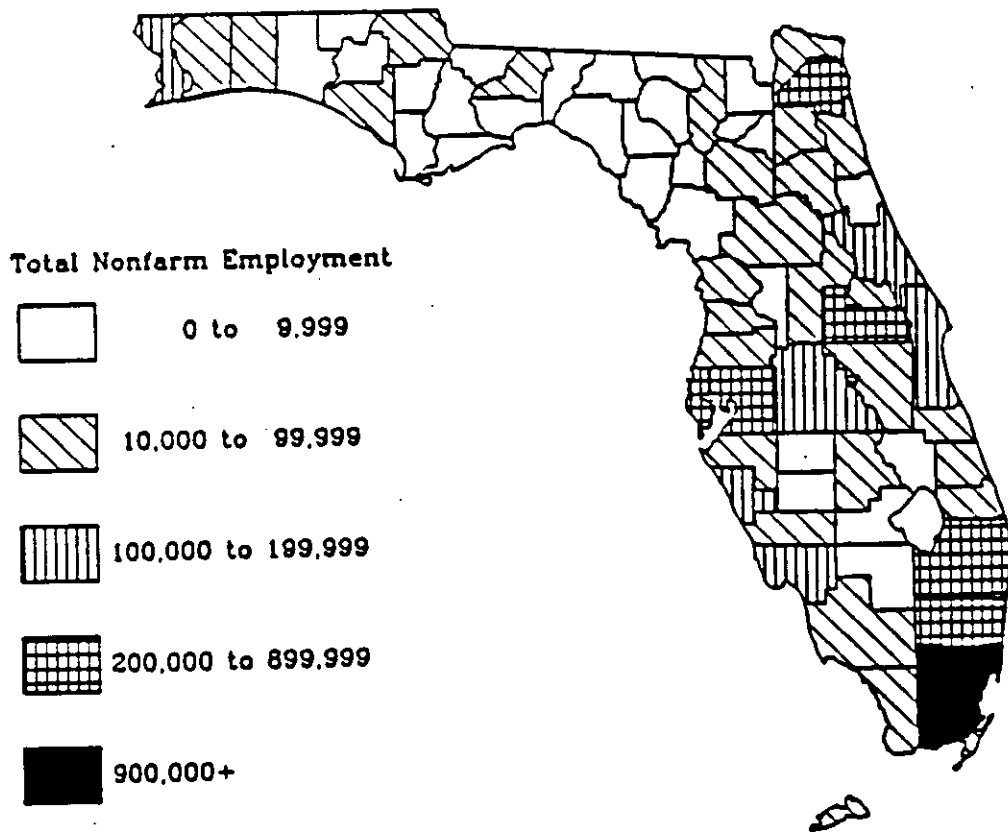 Total Nonfarm Employment
0 to 9,999
10,000 to 99,999
100,000 to 199,999
200,000 to 899,999
900,000+